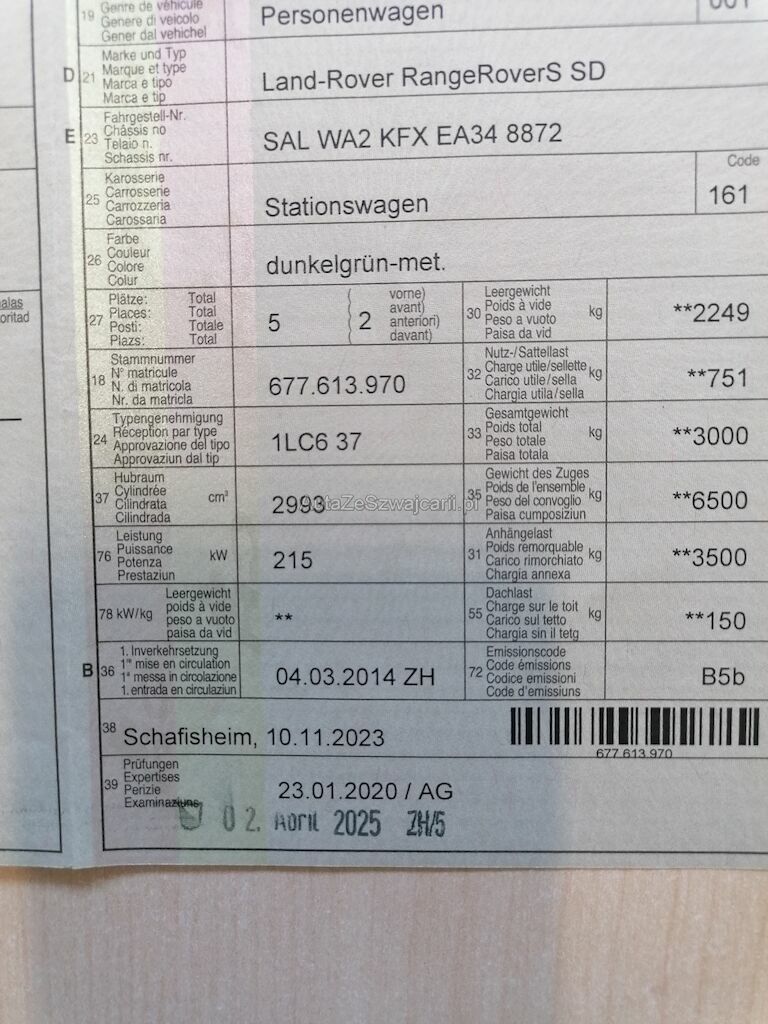 19 Genre de véhicule
Genere di veicolo
Gener dal vehichel
Personenwagen
001
D 21 Marke und Typ
Marque et type
Marca e tipo
Marca e tip
Land-Rover RangeRoverS SD
E 23 Fahrgestell-Nr.
Châssis no
Telaio n.
Schassis nr.
SAL WA2 KFX EA34 8872
25 Karosserie
Carrosserie
Carrozzeria
Carossaria
Stationswagen
Code
161
26 Farbe
Couleur
Colore
Colur
dunkelgrün-met.
27 Plätze: Total
Places: Total
Posti: Totale
Plazs: Total
5
( vorne)
( avant)
( 2 anteriori)
( davant)
30 Leergewicht
Poids à vide kg
Peso a vuoto
Paisa da vid
**2249
18 Stammnummer
N° matricule
N. di matricola
Nr. da matricla
677.613.970
32 Nutz-/Sattellast
Charge utile/sellette kg
Carico utile/sella
Chargia utila/sella
**751
24 Typengenehmigung
Réception par type
Approvazione del tipo
Approvaziun dal tip
1LC6 37
33 Gesamtgewicht
Poids total kg
Peso totale
Paisa totala
**3000
37 Hubraum
Cylindrée cm³
Cilindrata
Cilindrada
2993
35 Gewicht des Zuges
Poids de l'ensemble kg
Peso del convoglio
Paisa cumposiziun
**6500
AutaZeSzwajcarii.pl
76 Leistung
Puissance kW
Potenza
Prestaziun
215
31 Anhängelast
Poids remorquable kg
Carico rimorchiato
Chargia annexa
**3500
78 kW/kg Leergewicht
poids à vide
peso a vuoto
paisa da vid
**
55 Dachlast
Charge sur le toit kg
Carico sul tetto
Chargia sin il tetg
**150
B 36 1. Inverkehrsetzung
1re mise en circulation
1a messa in circolazione
1. entrada en circulaziun
04.03.2014 ZH
72 Emissionscode
Code émissions
Codice emissioni
Code d'emissiuns
B5b
38 Schafisheim, 10.11.2023
677 613 970
39 Prüfungen
Expertises
Perizie
Examinaziuns
23.01.2020 / AG
02. April 2025 ZH/5